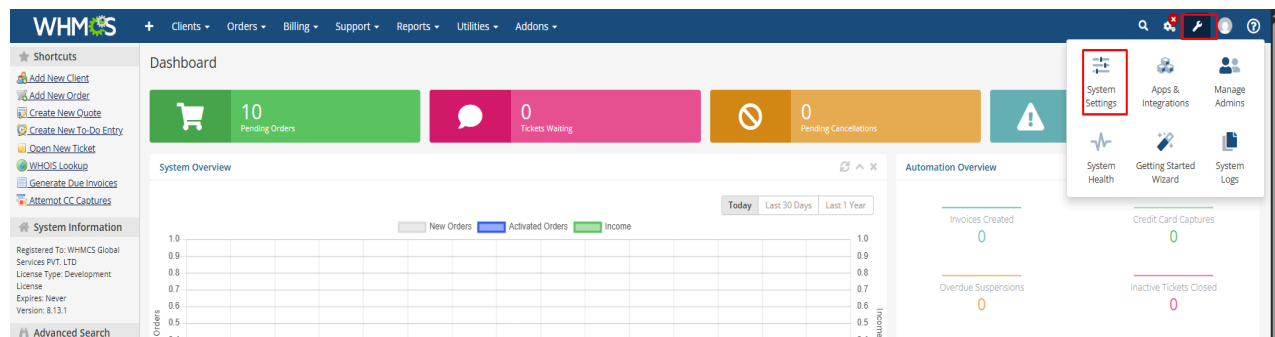 WHMCS
Clients
Orders
Billing
Support
Reports
Utilities
Addons
Shortcuts
Add New Client
Add New Order
Create New Quote
Create New To-Do Entry
Open New Ticket
WHOIS Lookup
Generate Due Invoices
Attempt CC Captures
System Information
Registered To: WHMCS Global
Services PVT. LTD
License Type: Development
License
Expires: Never
Version: 8.13.1
Advanced Search
Dashboard
10
Pending Orders
0
Tickets Waiting
0
Pending Cancellations
System Settings
Apps & Integrations
Manage Admins
System Health
Getting Started Wizard
System Logs
System Overview
Today
Last 30 Days
Last 1 Year
New Orders
Activated Orders
Income
1.0
0.9
0.8
0.7
0.6
0.5
Orders
1.0
0.9
0.8
0.7
0.6
0.5
Income
Automation Overview
Invoices Created
0
Credit Card Captures
0
Overdue Suspensions
0
Inactive Tickets Closed
0